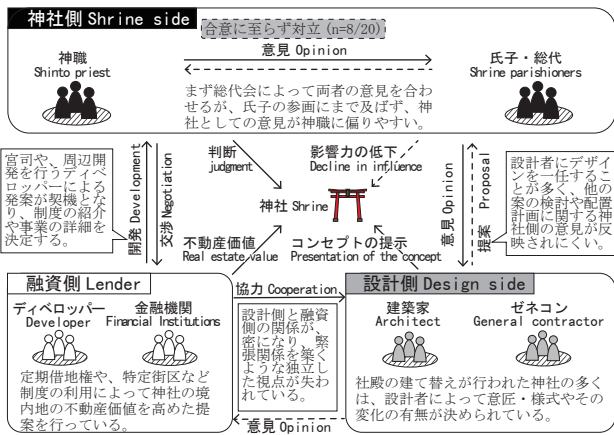 神社側 Shrine side
合意に至らず対立 (n=8/20)
意見 Opinion
神職
Shinto priest
氏子・総代
Shrine parishioners
まず総代会によって両者の意見を合わ
せるが、氏子の参画にまで及ばず、神
社としての意見が神職に偏りやすい。
宮司や、周辺開
発を行うディベ
ロッパーによる
発案が契機とな
り、制度の紹介
や事業の詳細を
決定する。
開発 Development
交渉 Negotiation
判断
judgment
影響力の低下
Decline in influence
神社 Shrine
不動産価値
Real estate value
コンセプトの提示
Presentation of the concept
意見 Opinion
提案 Proposal
設計者にデザイ
ンを一任するこ
とが多く、他の
案の検討や配置
計画に関する神
社側の意見が反
映されにくい。
融資側 Lender
ディベロッパー
Developer
金融機関
Financial Institutions
定期借地権や、特定街区など
制度の利用によって神社の境
内地の不動産価値を高めた提
案を行っている。
協力 Cooperation
設計側と融資
側の関係が、
密になり、緊
張関係を築く
ような独立し
た視点が失わ
れている。
意見 Opinion
設計側 Design side
建築家
Architect
ゼネコン
General contractor
社殿の建て替えが行われた神社の多く
は、設計者によって意匠・様式やその
変化の有無が決められている。